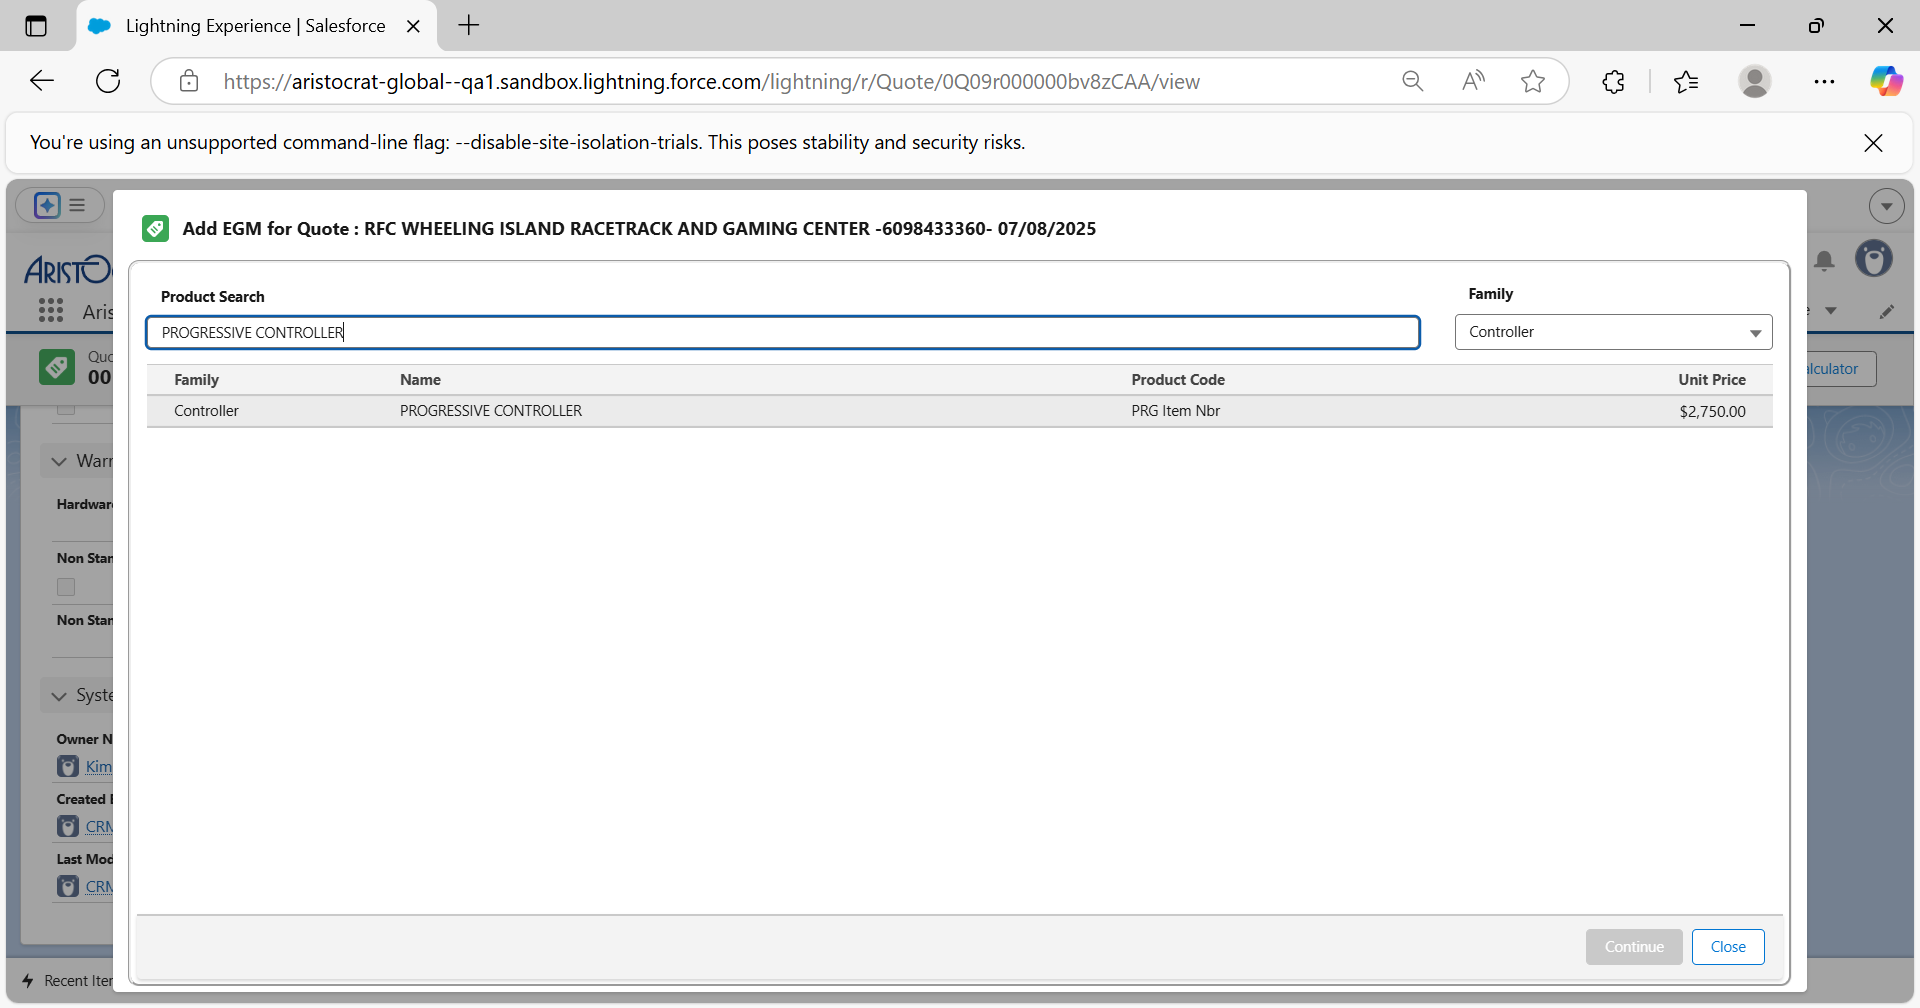 Lightning Experience | Salesforce
https://aristocrat-global--qa1.sandbox.lightning.force.com/lightning/r/Quote/0Q09r000000bv8zCAA/view
You're using an unsupported command-line flag: --disable-site-isolation-trials. This poses stability and security risks.
Add EGM for Quote : RFC WHEELING ISLAND RACETRACK AND GAMING CENTER -6098433360- 07/08/2025
Product Search
Family
PROGRESSIVE CONTROLLER
Controller
Family Name Product Code Unit Price
Controller PROGRESSIVE CONTROLLER PRG Item Nbr $2,750.00
Continue
Close
ARISTOC
Aris
Quo
00
alculator
Warr
Hardwar
Non Stan
Non Stan
Syste
Owner N
Kim
Created B
CRM
Last Mod
CRM
Recent Iter